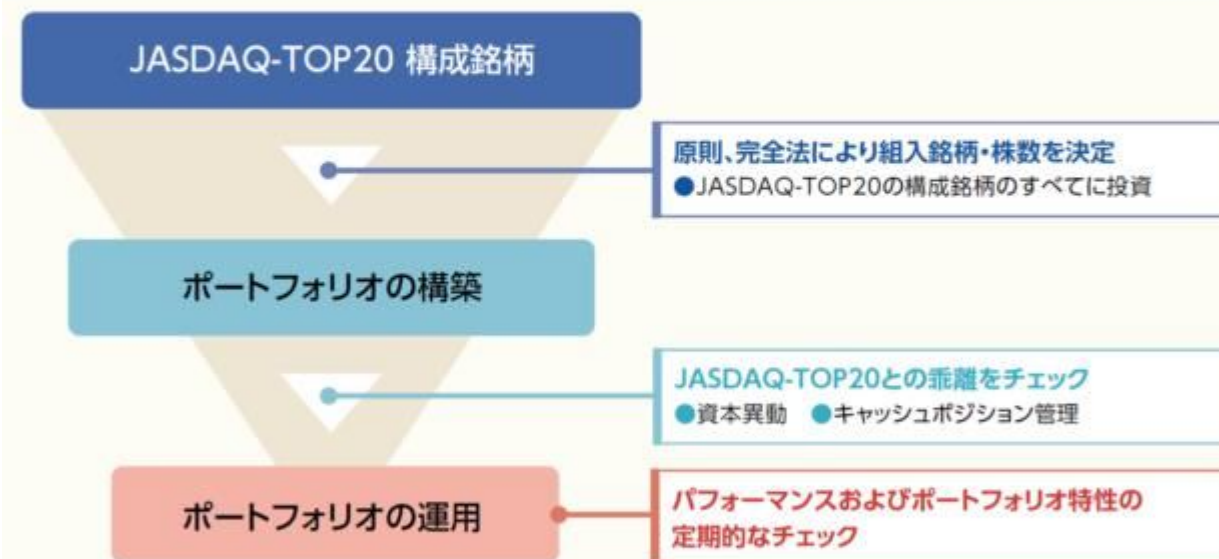 JASDAQ-TOP20 構成銘柄
原則、完全法により組入銘柄・株数を決定
●JASDAQ-TOP20の構成銘柄のすべてに投資
ポートフォリオの構築
JASDAQ-TOP20との乖離をチェック
●資本異動 ●キャッシュポジション管理
ポートフォリオの運用
パフォーマンスおよびポートフォリオ特性の
定期的なチェック